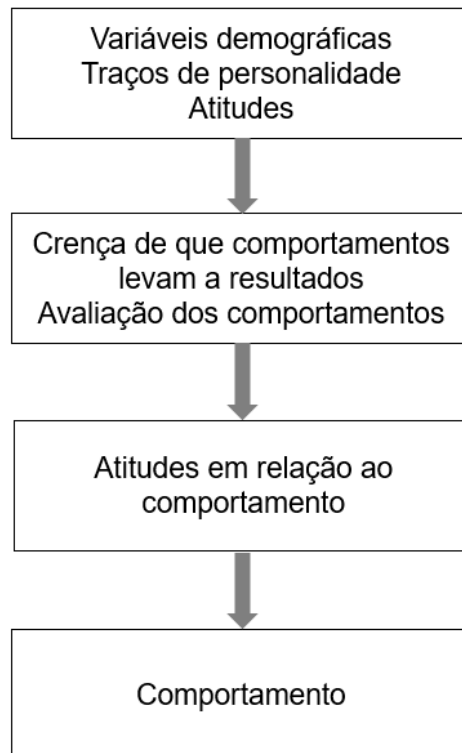 Variáveis demográficas
Traços de personalidade
Atitudes
Crença de que comportamentos
levam a resultados
Avaliação dos comportamentos
Atitudes em relação ao
comportamento
Comportamento